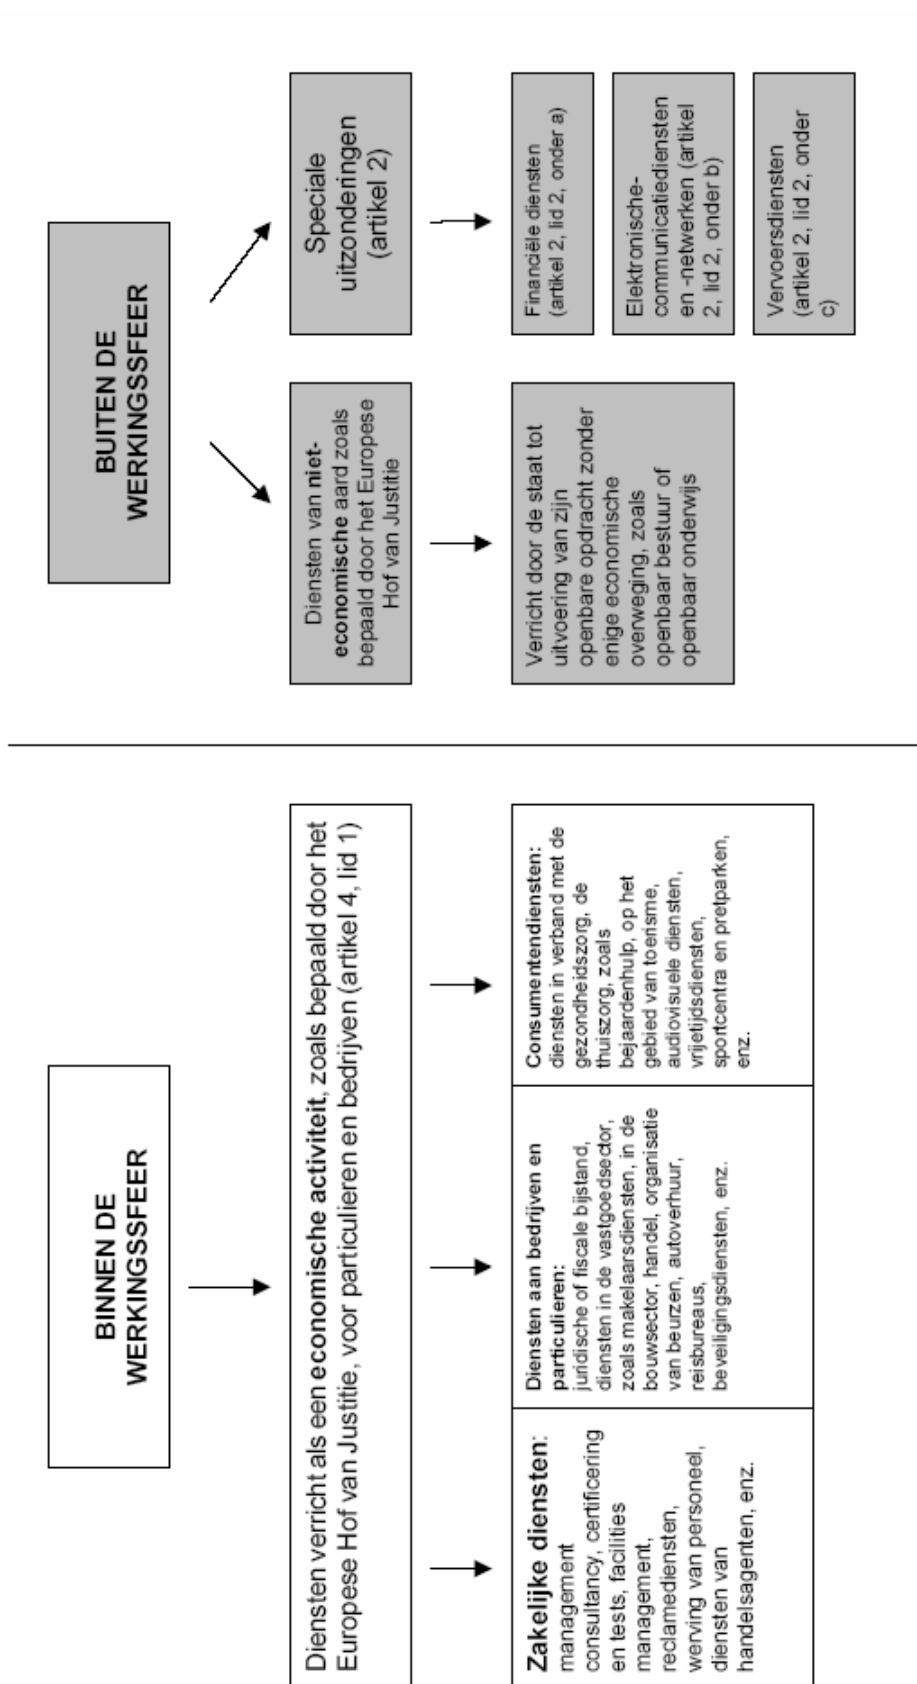 BINNEN DE
WERKINGSSFEER
Diensten verricht als een economische activiteit, zoals bepaald door het
Europese Hof van Justitie, voor particulieren en bedrijven (artikel 4, lid 1)
Zakelijke diensten:
management
consultancy, certificering
en tests, facilities
management,
reclamediensten,
werving van personeel,
diensten van
handelsagenten, enz.
Diensten aan bedrijven en
particulieren:
juridische of fiscale bijstand,
diensten in de vastgoedsector,
zoals makelaarsdiensten, in de
bouwsector, handel, organisatie
van beurzen, autoverhuur,
reisbureaus,
beveiligingsdiensten, enz.
Consumentendiensten:
diensten in verband met de
gezondheidszorg, de
thuiszorg, zoals
bejaardenhulp, op het
gebied van toerisme,
audiovisuele diensten,
vrijetijdsdiensten,
sportcentra en pretparken,
enz.
BUITEN DE
WERKINGSSFEER
Diensten van niet-
economische aard zoals
bepaald door het Europese
Hof van Justitie
Verricht door de staat tot
uitvoering van zijn
openbare opdracht zonder
enige economische
overweging, zoals
openbaar bestuur of
openbaar onderwijs
Speciale
uitzonderingen
(artikel 2)
Financiële diensten
(artikel 2, lid 2, onder a)
Elektronische-
communicatiediensten
en -netwerken (artikel
2, lid 2, onder b)
Vervoersdiensten
(artikel 2, lid 2, onder
c)